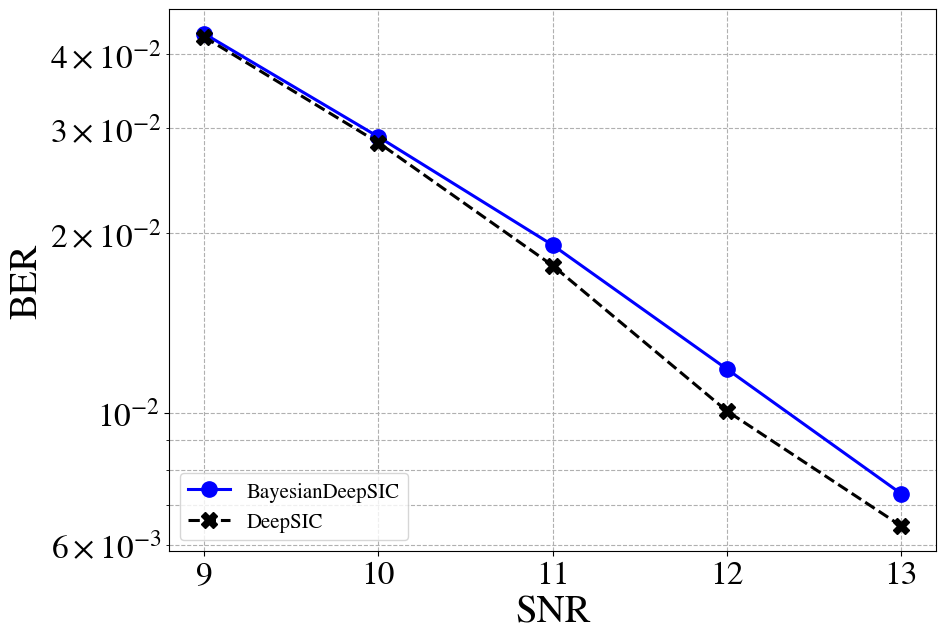 4×10⁻²
3×10⁻²
2×10⁻²
10⁻²
6×10⁻³
BER
BayesianDeepSIC
DeepSIC
9 10 11 12 13
SNR